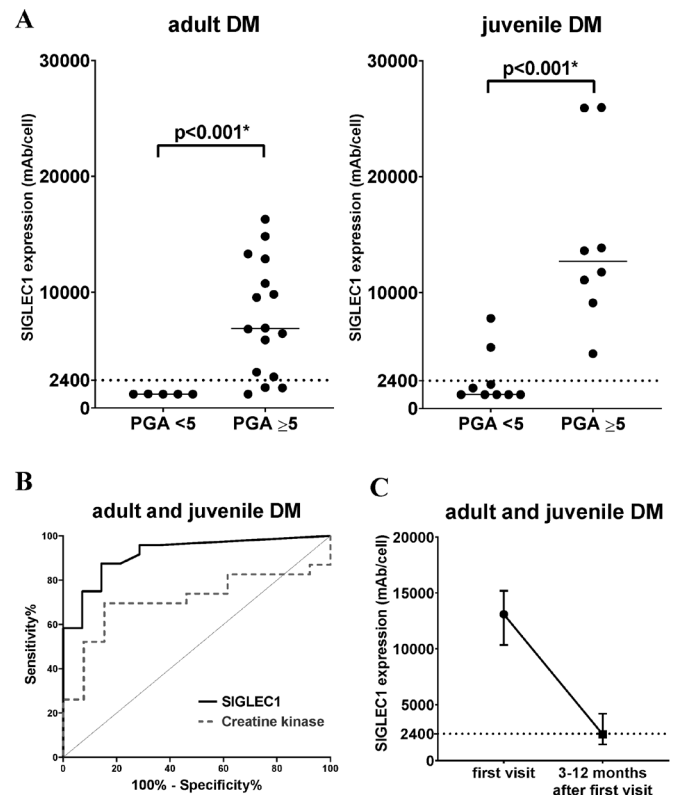 A
adult DM
juvenile DM
SIGLEC1 expression (mAb/cell)
30000
20000
10000
2400
0
p<0.001*
PGA <5
PGA ≥5
SIGLEC1 expression (mAb/cell)
30000
20000
10000
2400
0
p<0.001*
PGA <5
PGA ≥5
B
adult and juvenile DM
Sensitivity%
100
80
60
40
20
0
SIGLEC1
Creatine kinase
0
20
40
60
80
100
100% - Specificity%
C
adult and juvenile DM
SIGLEC1 expression (mAb/cell)
20000
15000
10000
5000
2400
0
first visit
3-12 months
after first visit